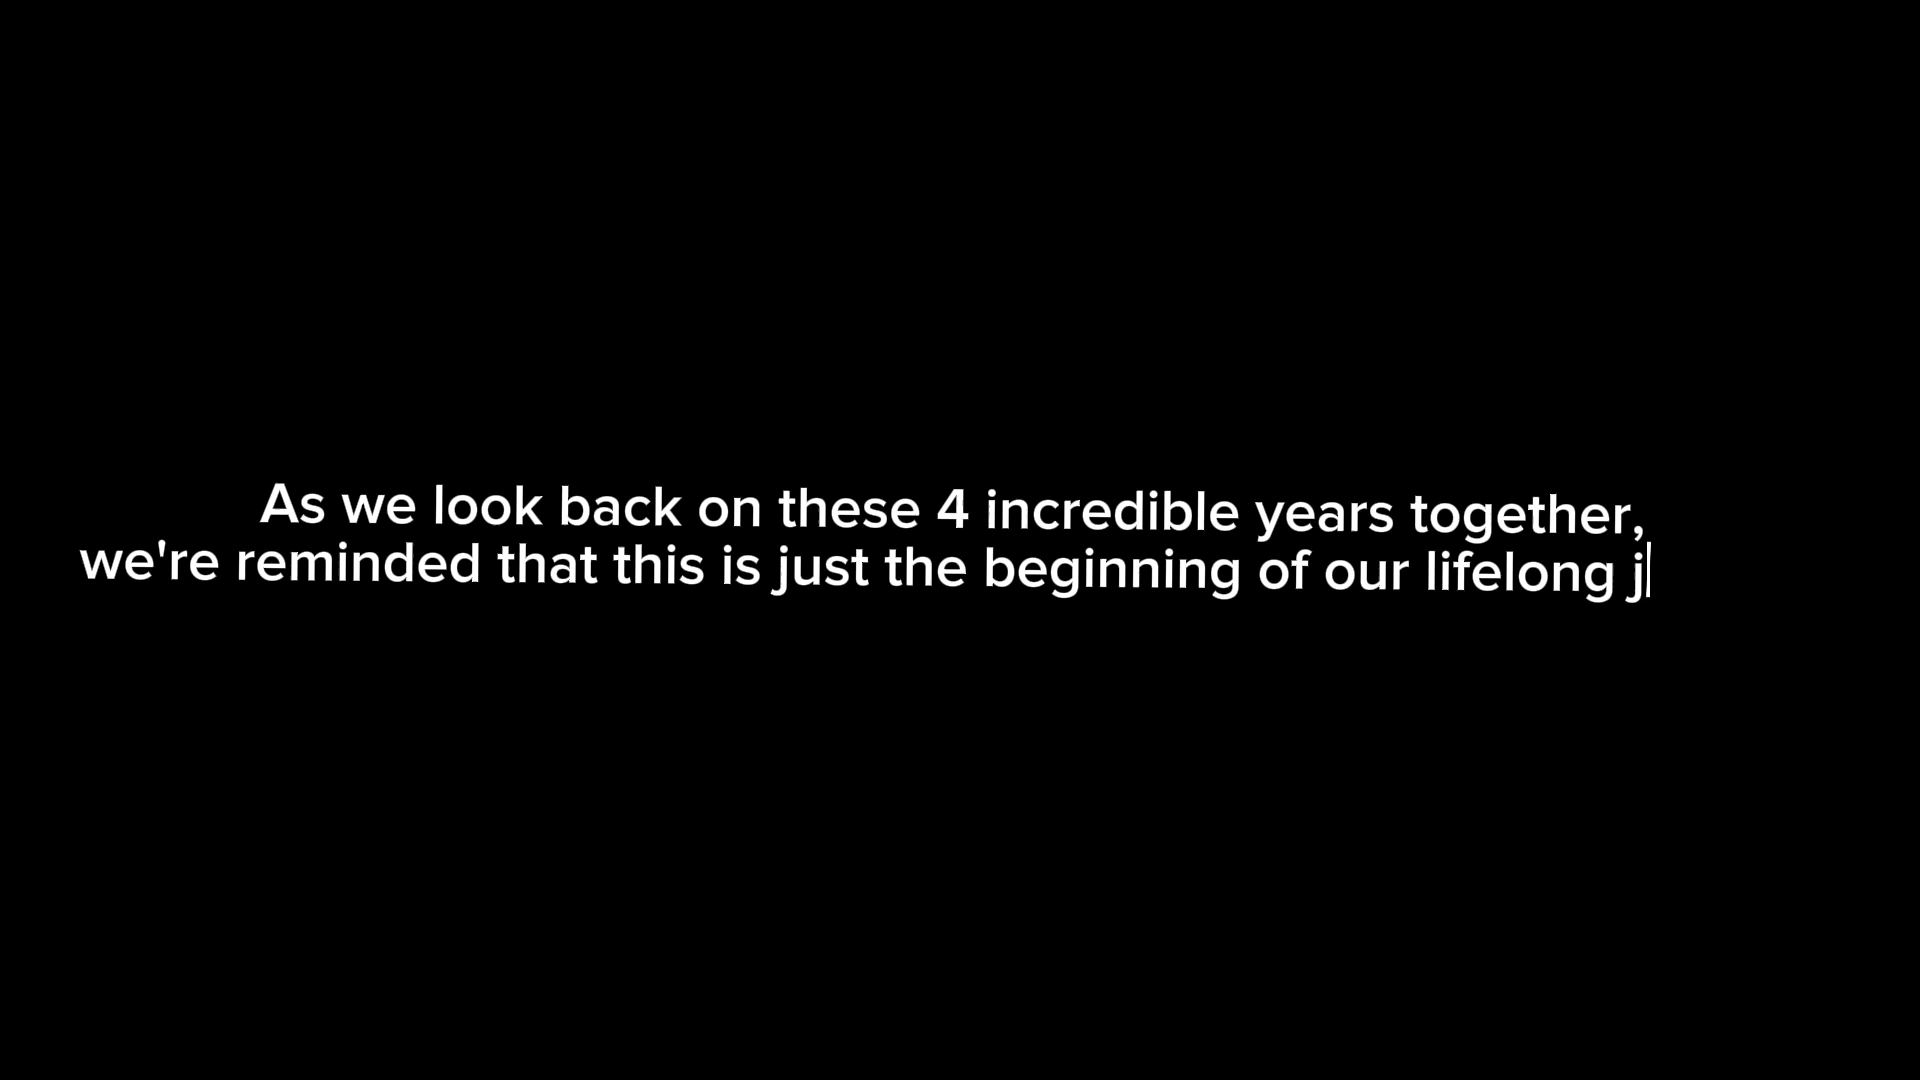 As we look back on these 4 incredible years together,
we're reminded that this is just the beginning of our lifelong j